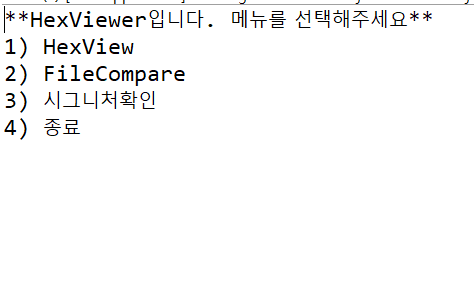 **HexViewer입니다. 메뉴를 선택해주세요**
1) HexView
2) FileCompare
3) 시그니처확인
4) 종료